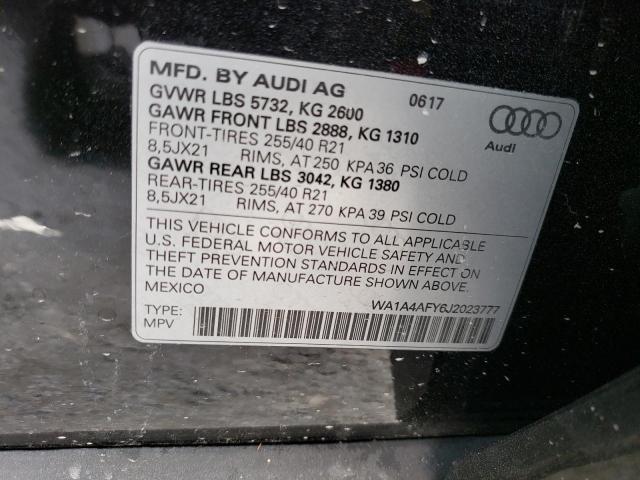 MFD. BY AUDI AG 0617
GVWR LBS 5732, KG 2600
GAWR FRONT LBS 2888, KG 1310
FRONT-TIRES 255/40 R21
8,5JX21 RIMS, AT 250 KPA 36 PSI COLD
GAWR REAR LBS 3042, KG 1380
REAR-TIRES 255/40 R21
8,5JX21 RIMS, AT 270 KPA 39 PSI COLD
Audi
THIS VEHICLE CONFORMS TO ALL APPLICABLE
U.S. FEDERAL MOTOR VEHICLE SAFETY AND
THEFT PREVENTION STANDARDS IN EFFECT ON
THE DATE OF MANUFACTURE SHOWN ABOVE.
MEXICO
WA1A4AFY6J2023777
TYPE:
MPV